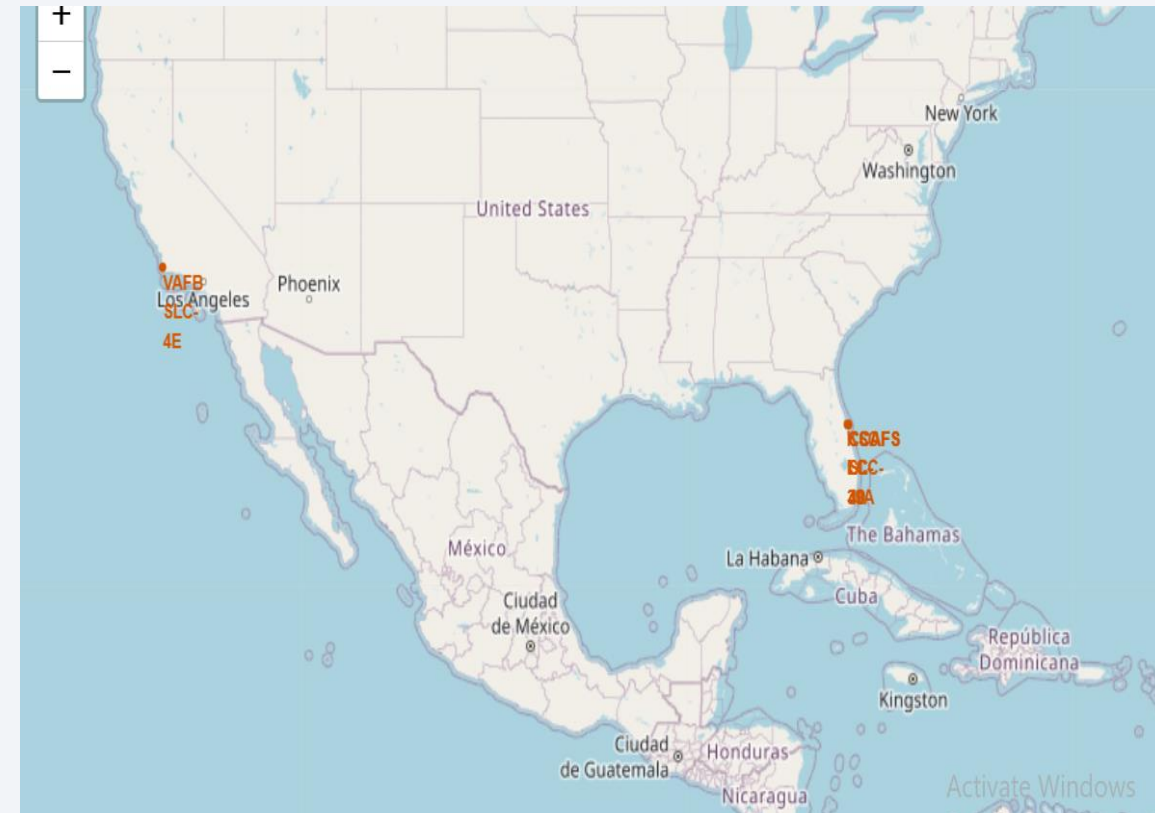 +
−
New York
Washington
United States
Phoenix
VAFB
Los Angeles
SLC-
4E
The Bahamas
México
La Habana
Cuba
Ciudad
de México
República
Dominicana
Kingston
Ciudad
de Guatemala
Honduras
Nicaragua
Activate Windows